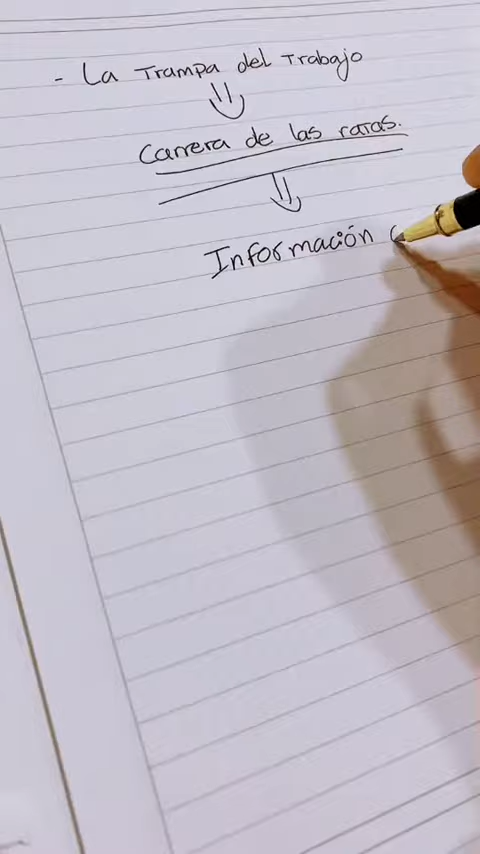 - La Trampa del Trabajo
Carrera de las ratas.
Información